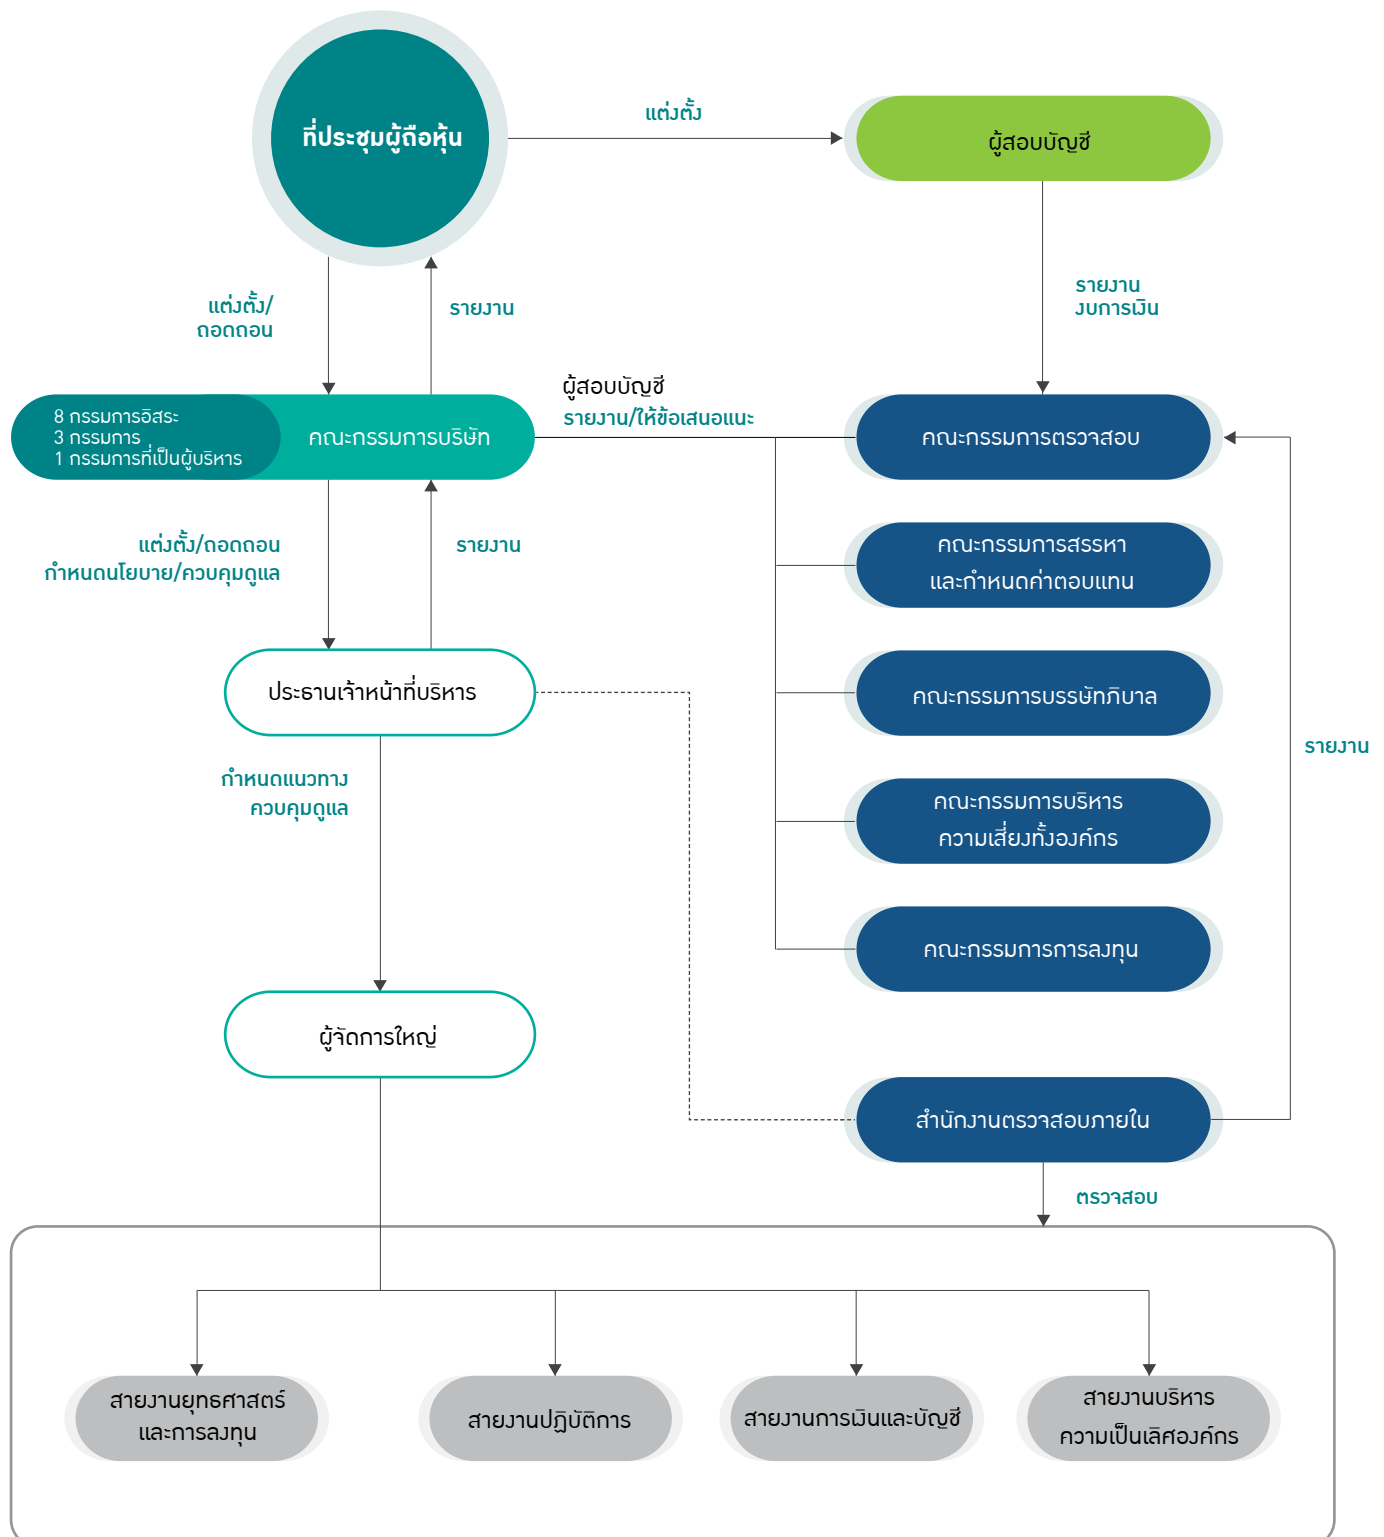 ที่ประชุมผู้ถือหุ้น
แต่งตั้ง
ผู้สอบบัญชี
แต่งตั้ง/
ถอดถอน
รายงาน
รายงาน
งบการเงิน
8 กรรมการอิสระ
3 กรรมการ
1 กรรมการที่เป็นผู้บริหาร
คณะกรรมการบริษัท
ผู้สอบบัญชี
รายงาน/ให้ข้อเสนอแนะ
คณะกรรมการตรวจสอบ
แต่งตั้ง/ถอดถอน
กำหนดนโยบาย/ควบคุมดูแล
รายงาน
คณะกรรมการสรรหา
และกำหนดค่าตอบแทน
ประธานเจ้าหน้าที่บริหาร
คณะกรรมการบรรษัทภิบาล
รายงาน
กำหนดแนวทาง
ควบคุมดูแล
คณะกรรมการบริหาร
ความเสี่ยงทั้งองค์กร
คณะกรรมการการลงทุน
ผู้จัดการใหญ่
สำนักงานตรวจสอบภายใน
ตรวจสอบ
สายงานยุทธศาสตร์
และการลงทุน
สายงานปฏิบัติการ
สายงานการเงินและบัญชี
สายงานบริหาร
ความเป็นเลิศองค์กร